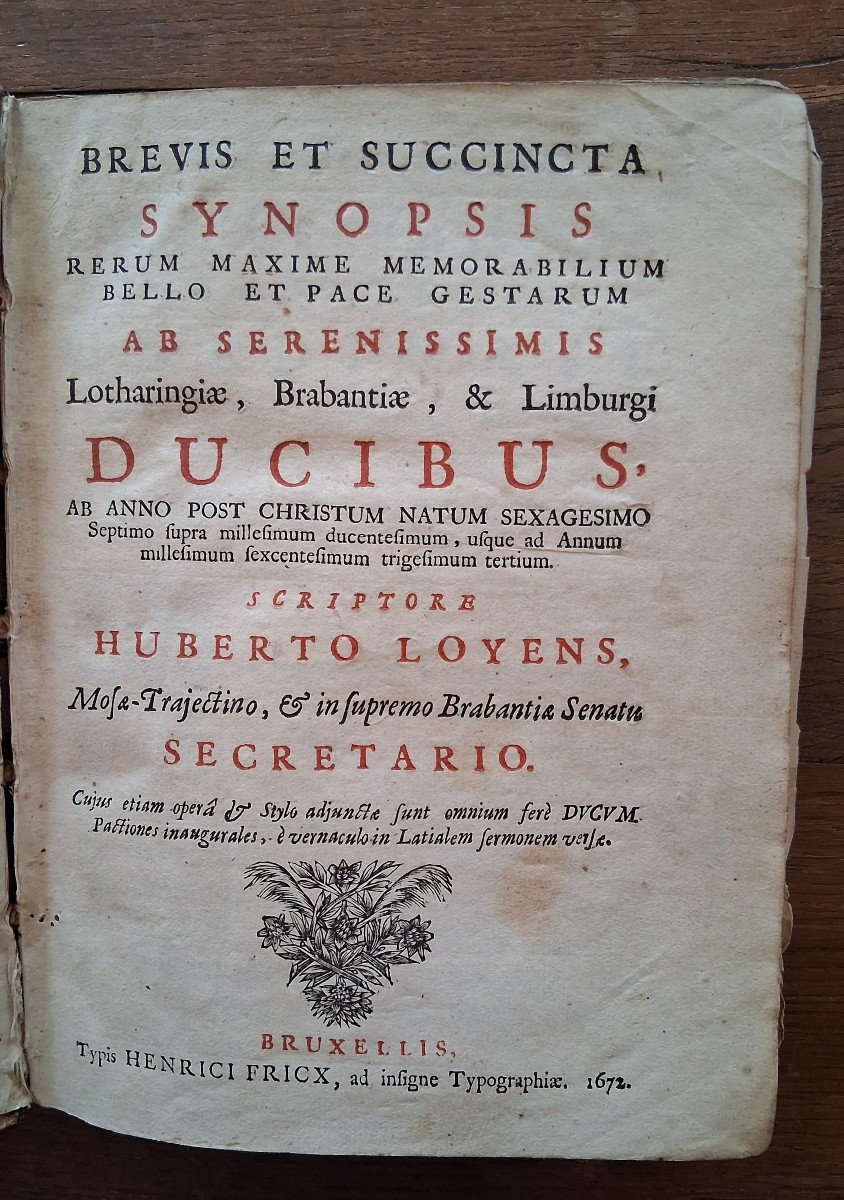 BREVIS ET SUCCINCTA
SYNOPSIS
RERUM MAXIME MEMORABILIUM
BELLO ET PACE GESTARUM
AB SERENISSIMIS
Lotharingiæ, Brabantiæ, & Limburgi
DUCIBUS,
AB ANNO POST CHRISTUM NATUM SEXAGESIMO
Septimo ſupra milleſimum ducenteſimum, uſque ad Annum
milleſimum ſexcenteſimum trigeſimum tertium.
SCRIPTORE
HUBERTO LOYENS,
Moſæ-Trajectino, & in ſupremo Brabantiæ Senatu
SECRETARIO.
Cujus etiam operâ & Stylo adjunctæ ſunt omnium ferè DVCVM
Pactiones inaugurales, è vernaculo in Latialem ſermonem verſæ.
BRUXELLIS,
Typis HENRICI FRICX, ad inſigne Typographiæ. 1672.